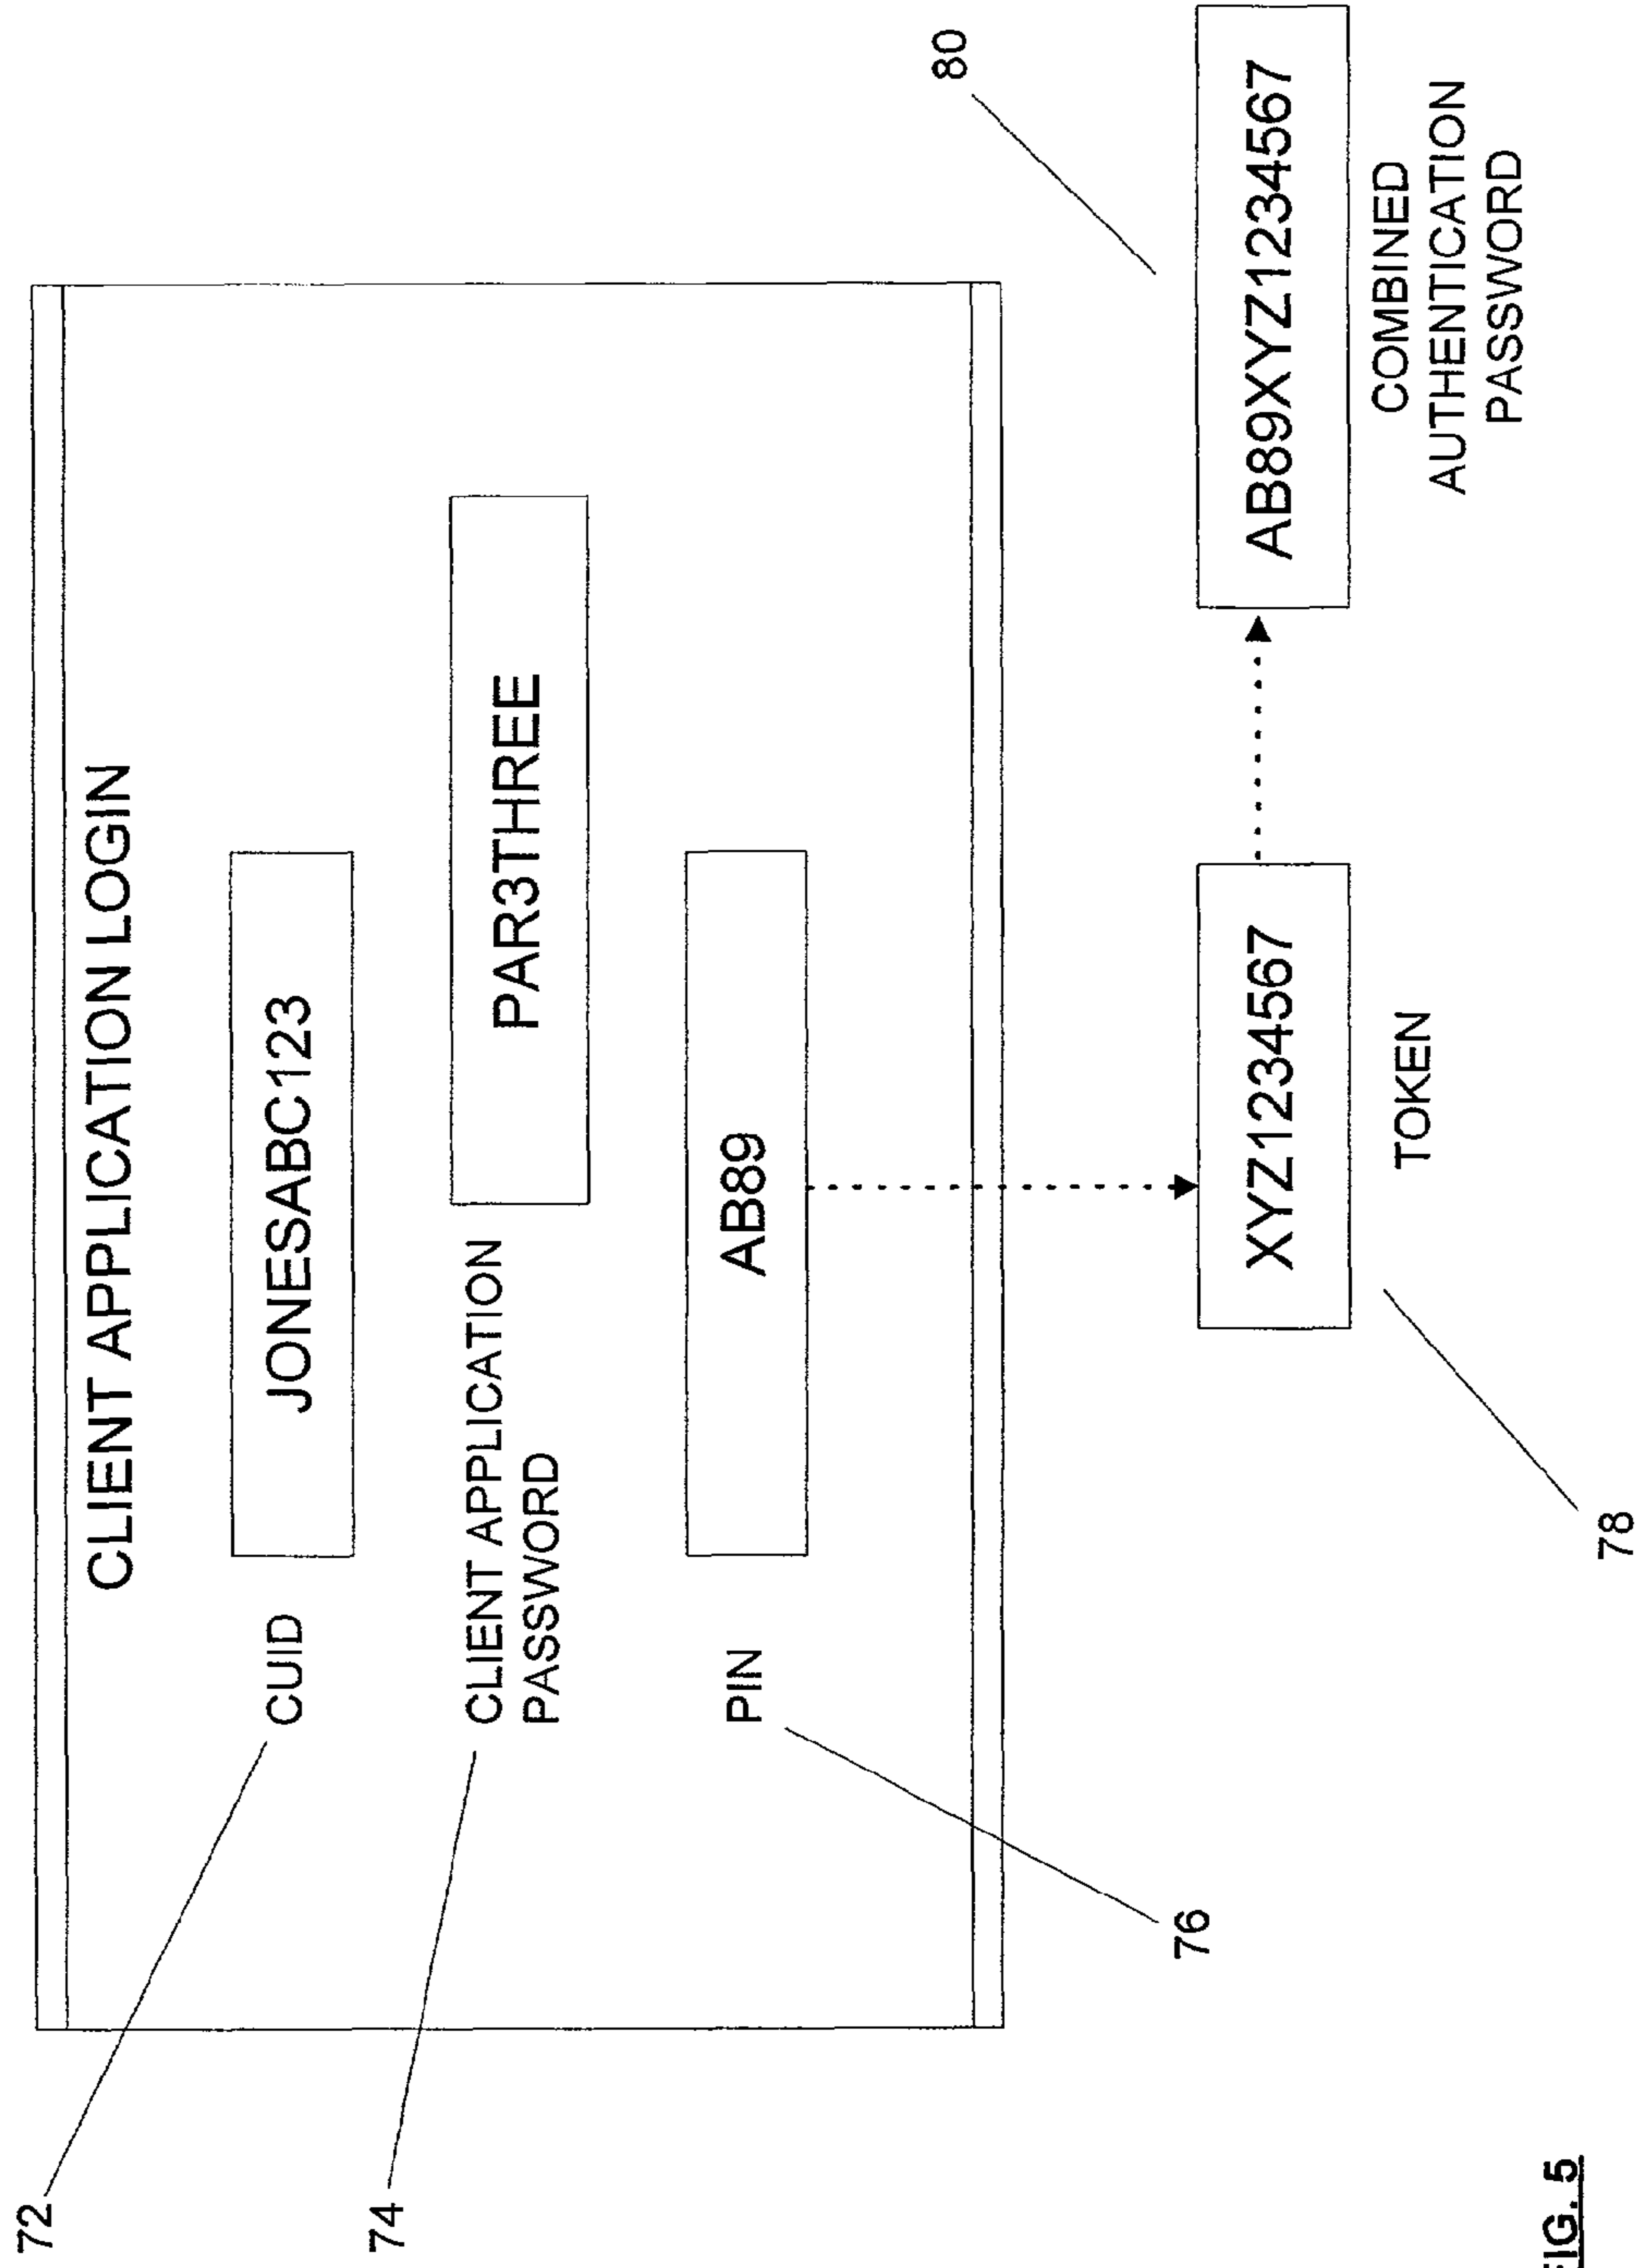 CLIENT APPLICATION LOGIN
72
CUID
JONESABC123
74
CLIENT APPLICATION
PASSWORD
PAR3THREE
PIN
AB89
76
78
XYZ1234567
TOKEN
80
AB89XYZ1234567
COMBINED
AUTHENTICATION
PASSWORD
FIG. 5